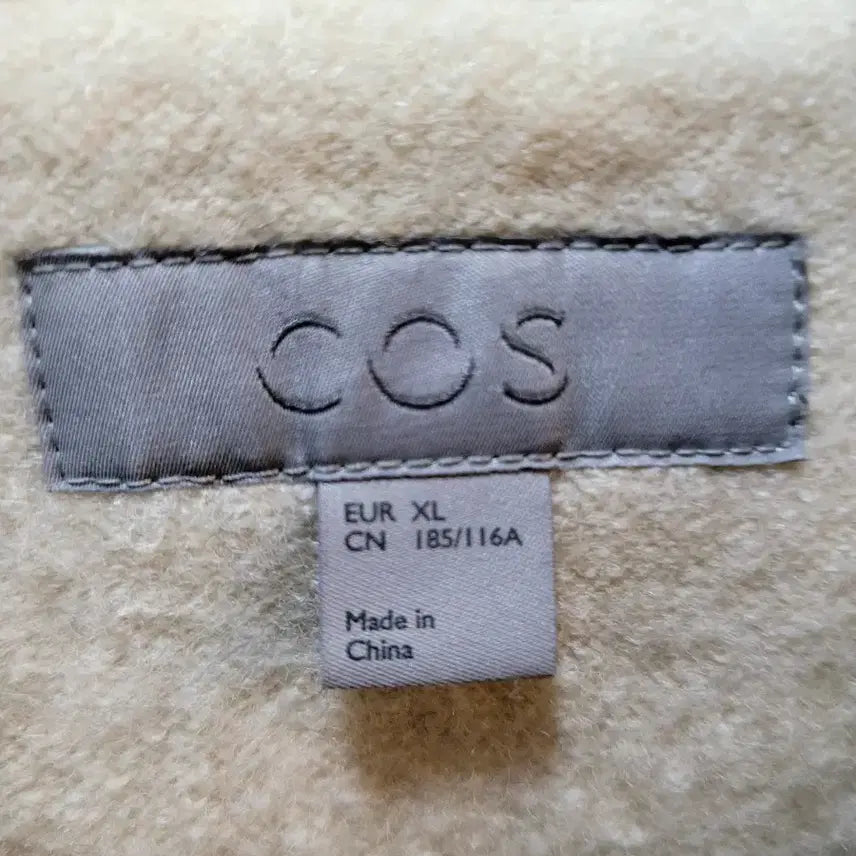 COS
EUR XL
CN 185/116A
Made in
China